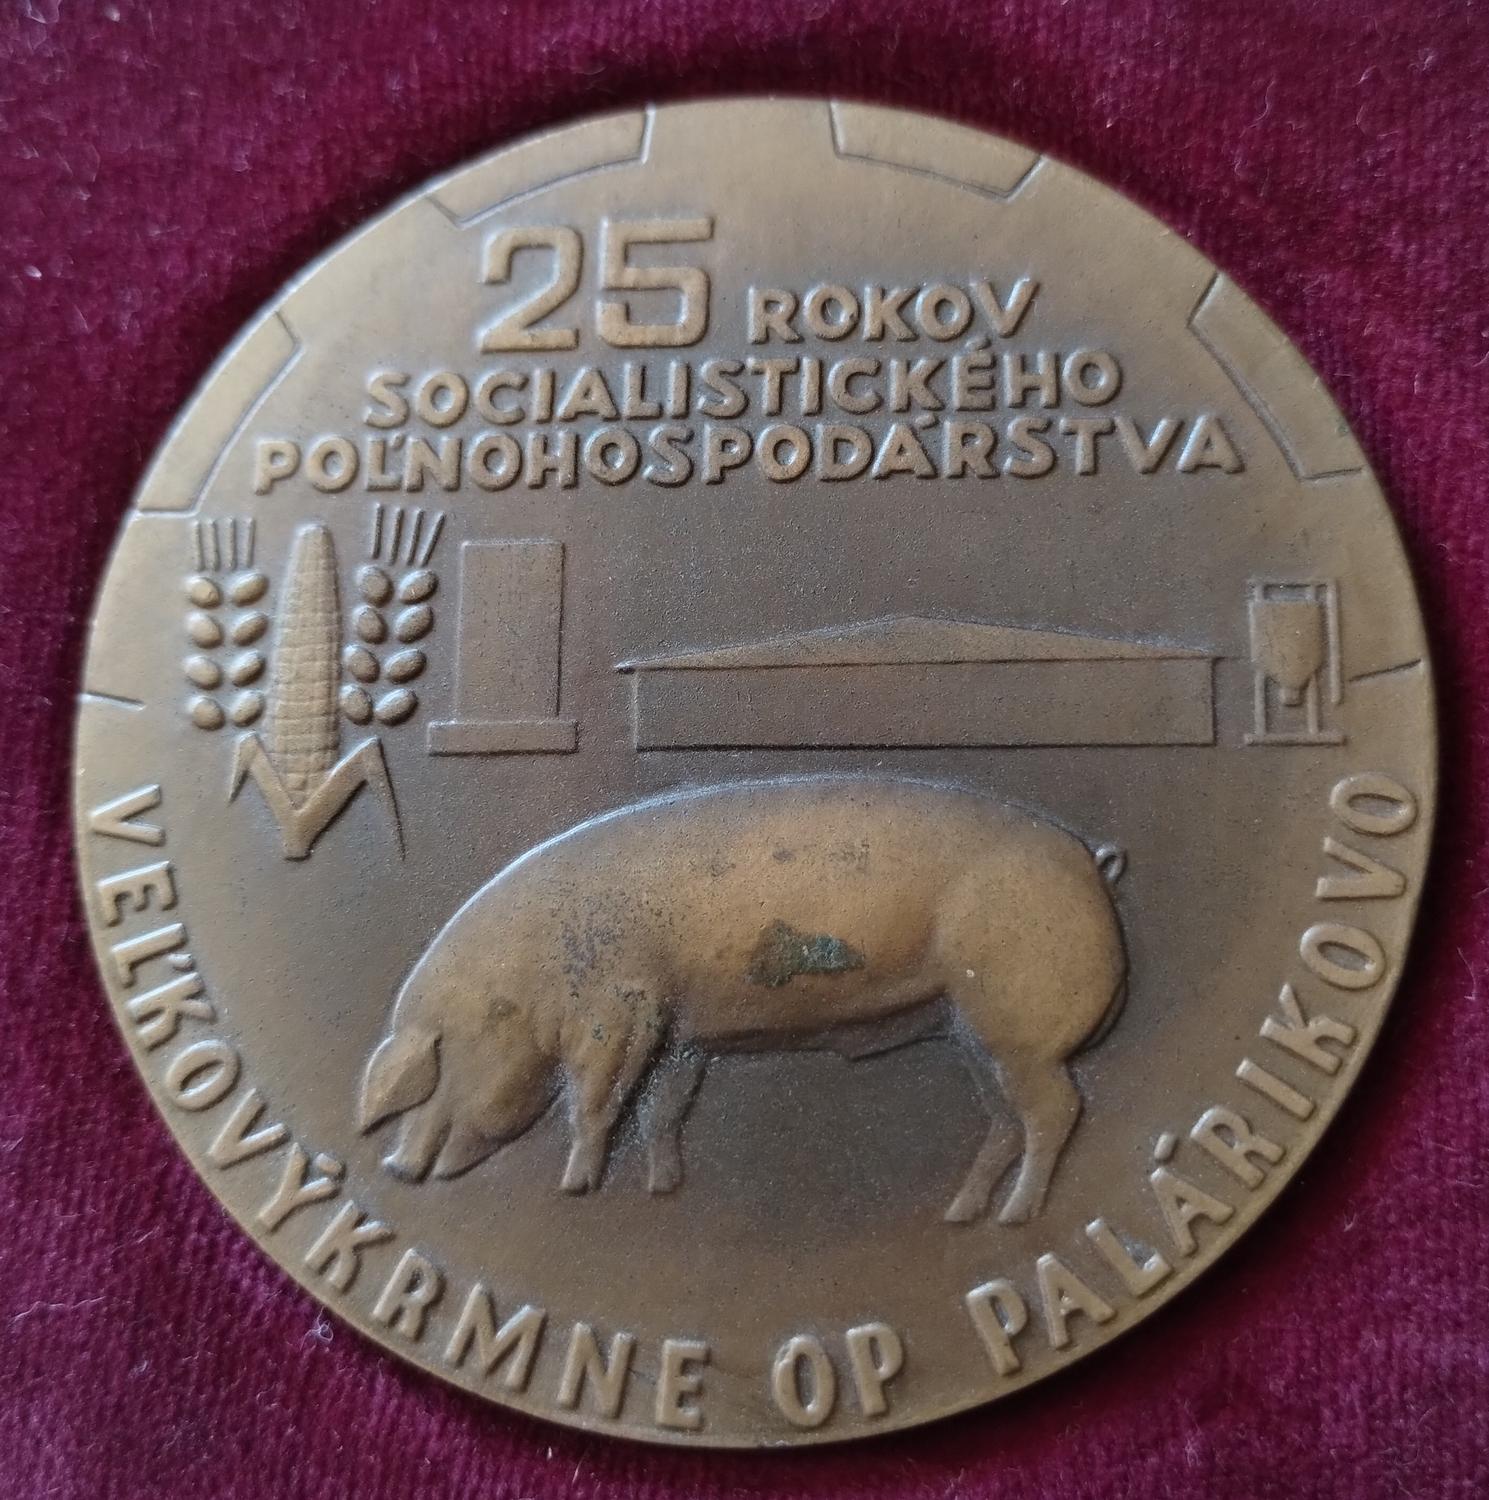 25 ROKOV
SOCIALISTICKÉHO
POĽNOHOSPODÁRSTVA
VEĽKOVÝKRMNE OP PALÁRIKOVO